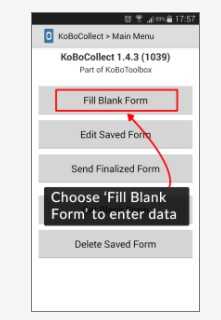 99% 17:57
KoBoCollect > Main Menu
KoBoCollect 1.4.3 (1039)
Part of KoBoToolbox
Fill Blank Form
Edit Saved Form
Send Finalized Form
Choose 'Fill Blank
Form' to enter data
Delete Saved Form